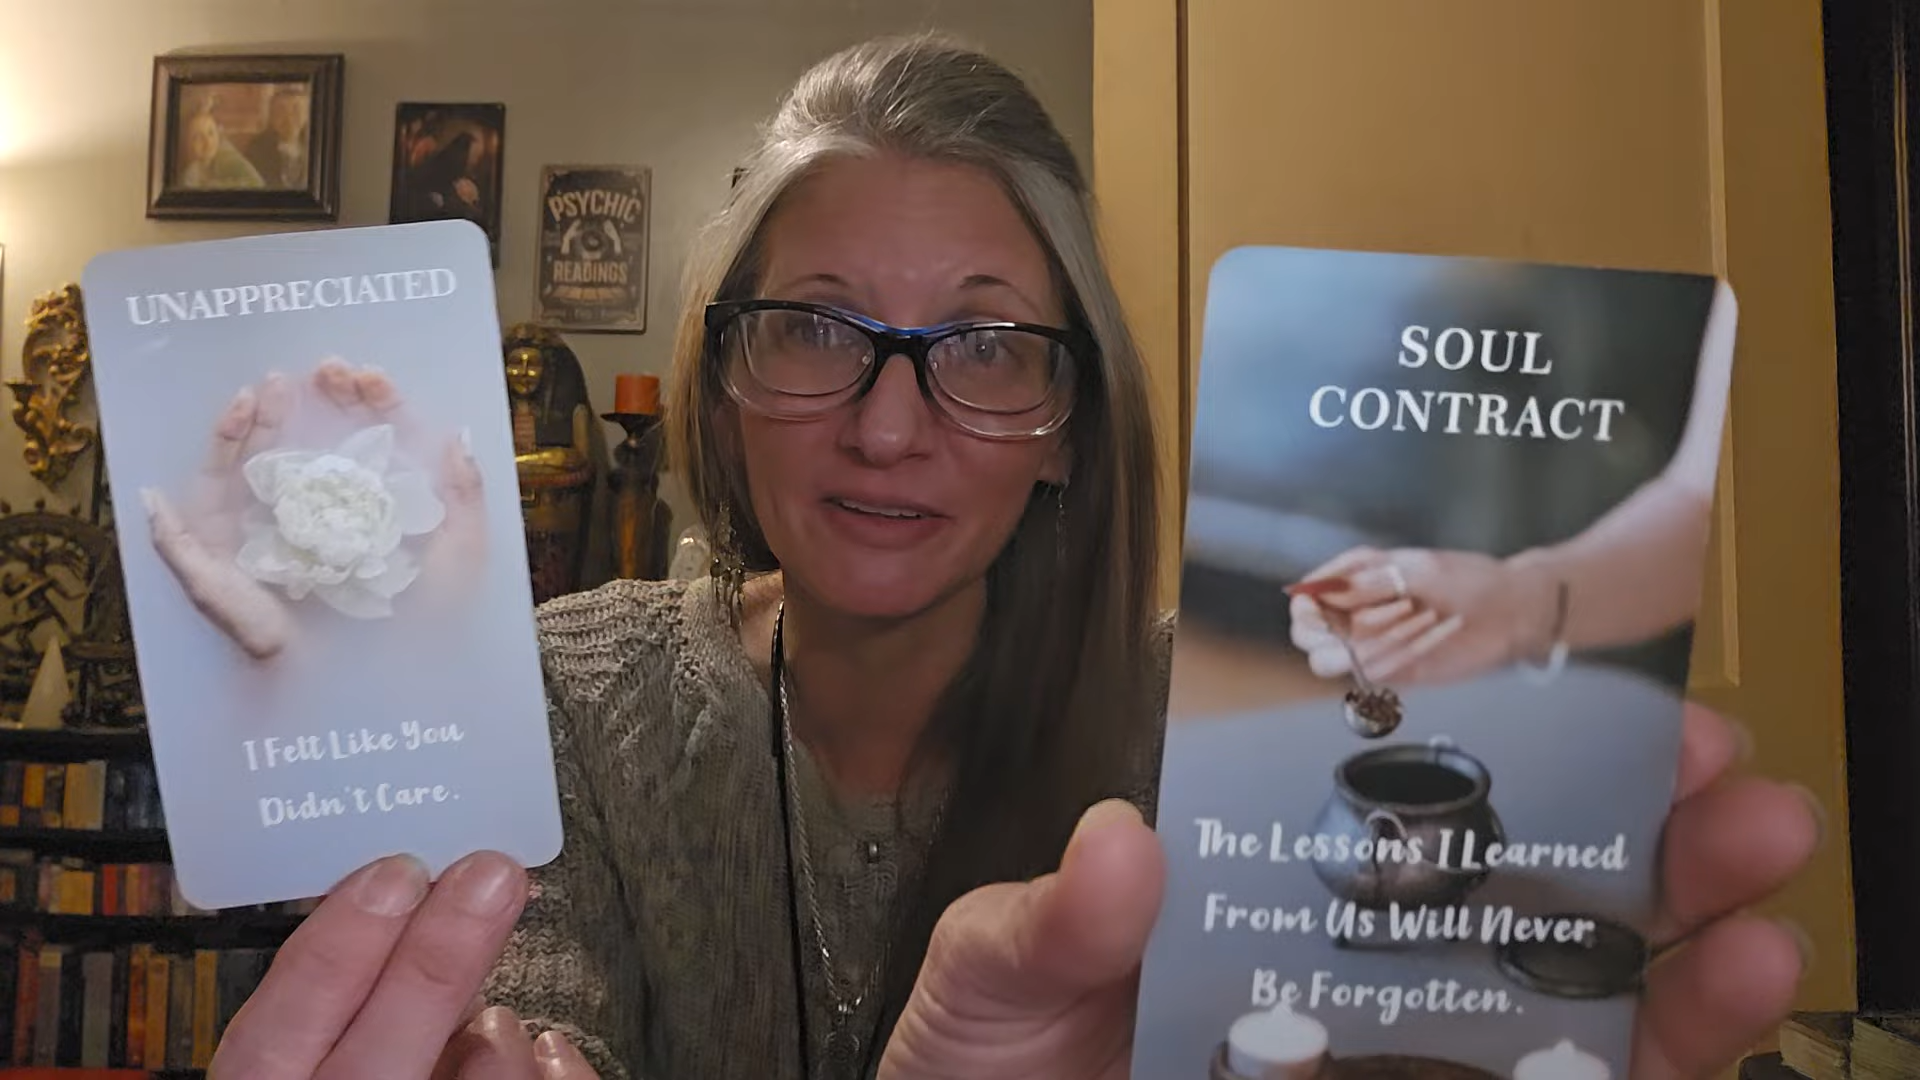 UNAPPRECIATED
I Felt Like You
Didn't Care.
PSYCHIC
READINGS
SOUL
CONTRACT
The Lessons I Learned
From Us Will Never
Be Forgotten.